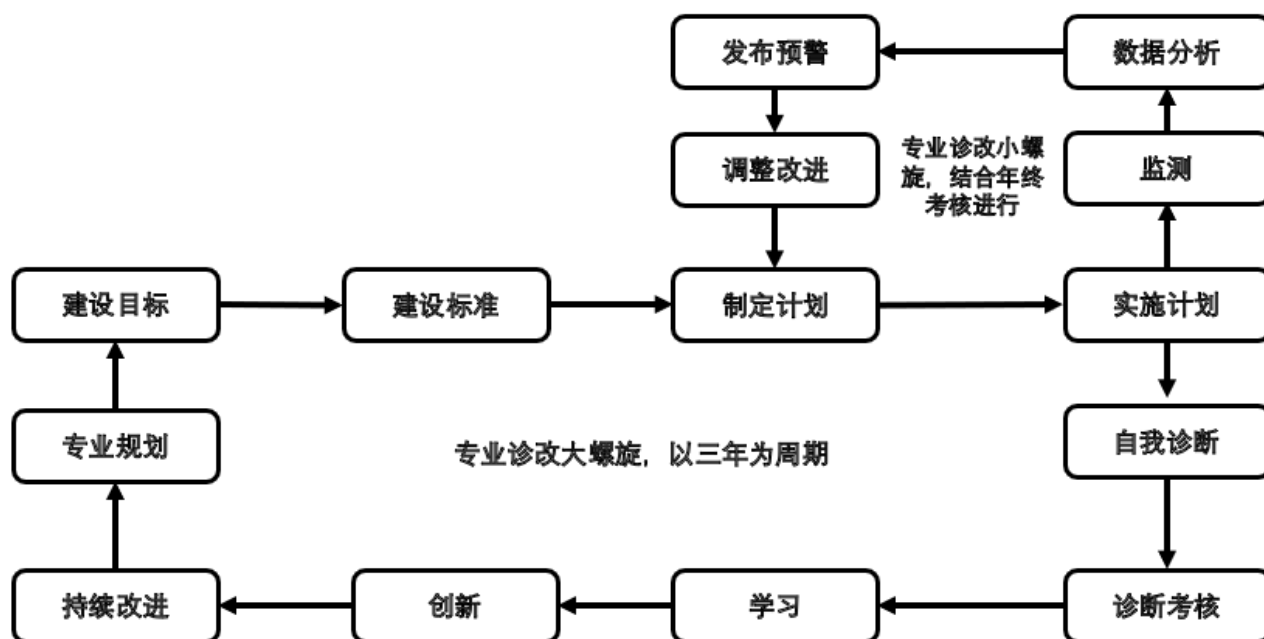 发布预警
数据分析
调整改进
专业诊改小螺
旋，结合年终
考核进行
监测
建设目标
建设标准
制定计划
实施计划
专业规划
专业诊改大螺旋，以三年为周期
自我诊断
持续改进
创新
学习
诊断考核